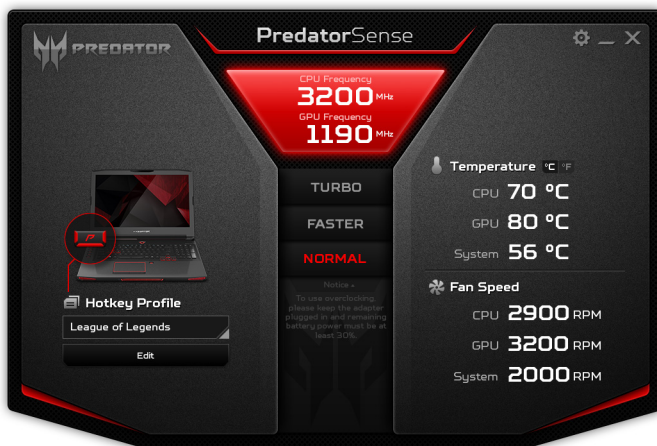 PREDATOR
PredatorSense
CPU Frequency
3200 MHz
GPU Frequency
1190 MHz
TURBO
FASTER
NORMAL
Notice
To use overclocking,
please keep the adapter
plugged in and remaining
battery power must be at
least 30%.
Hotkey Profile
League of Legends
Edit
Temperature °C °F
CPU 70 °C
GPU 80 °C
System 56 °C
Fan Speed
CPU 2900 RPM
GPU 3200 RPM
System 2000 RPM